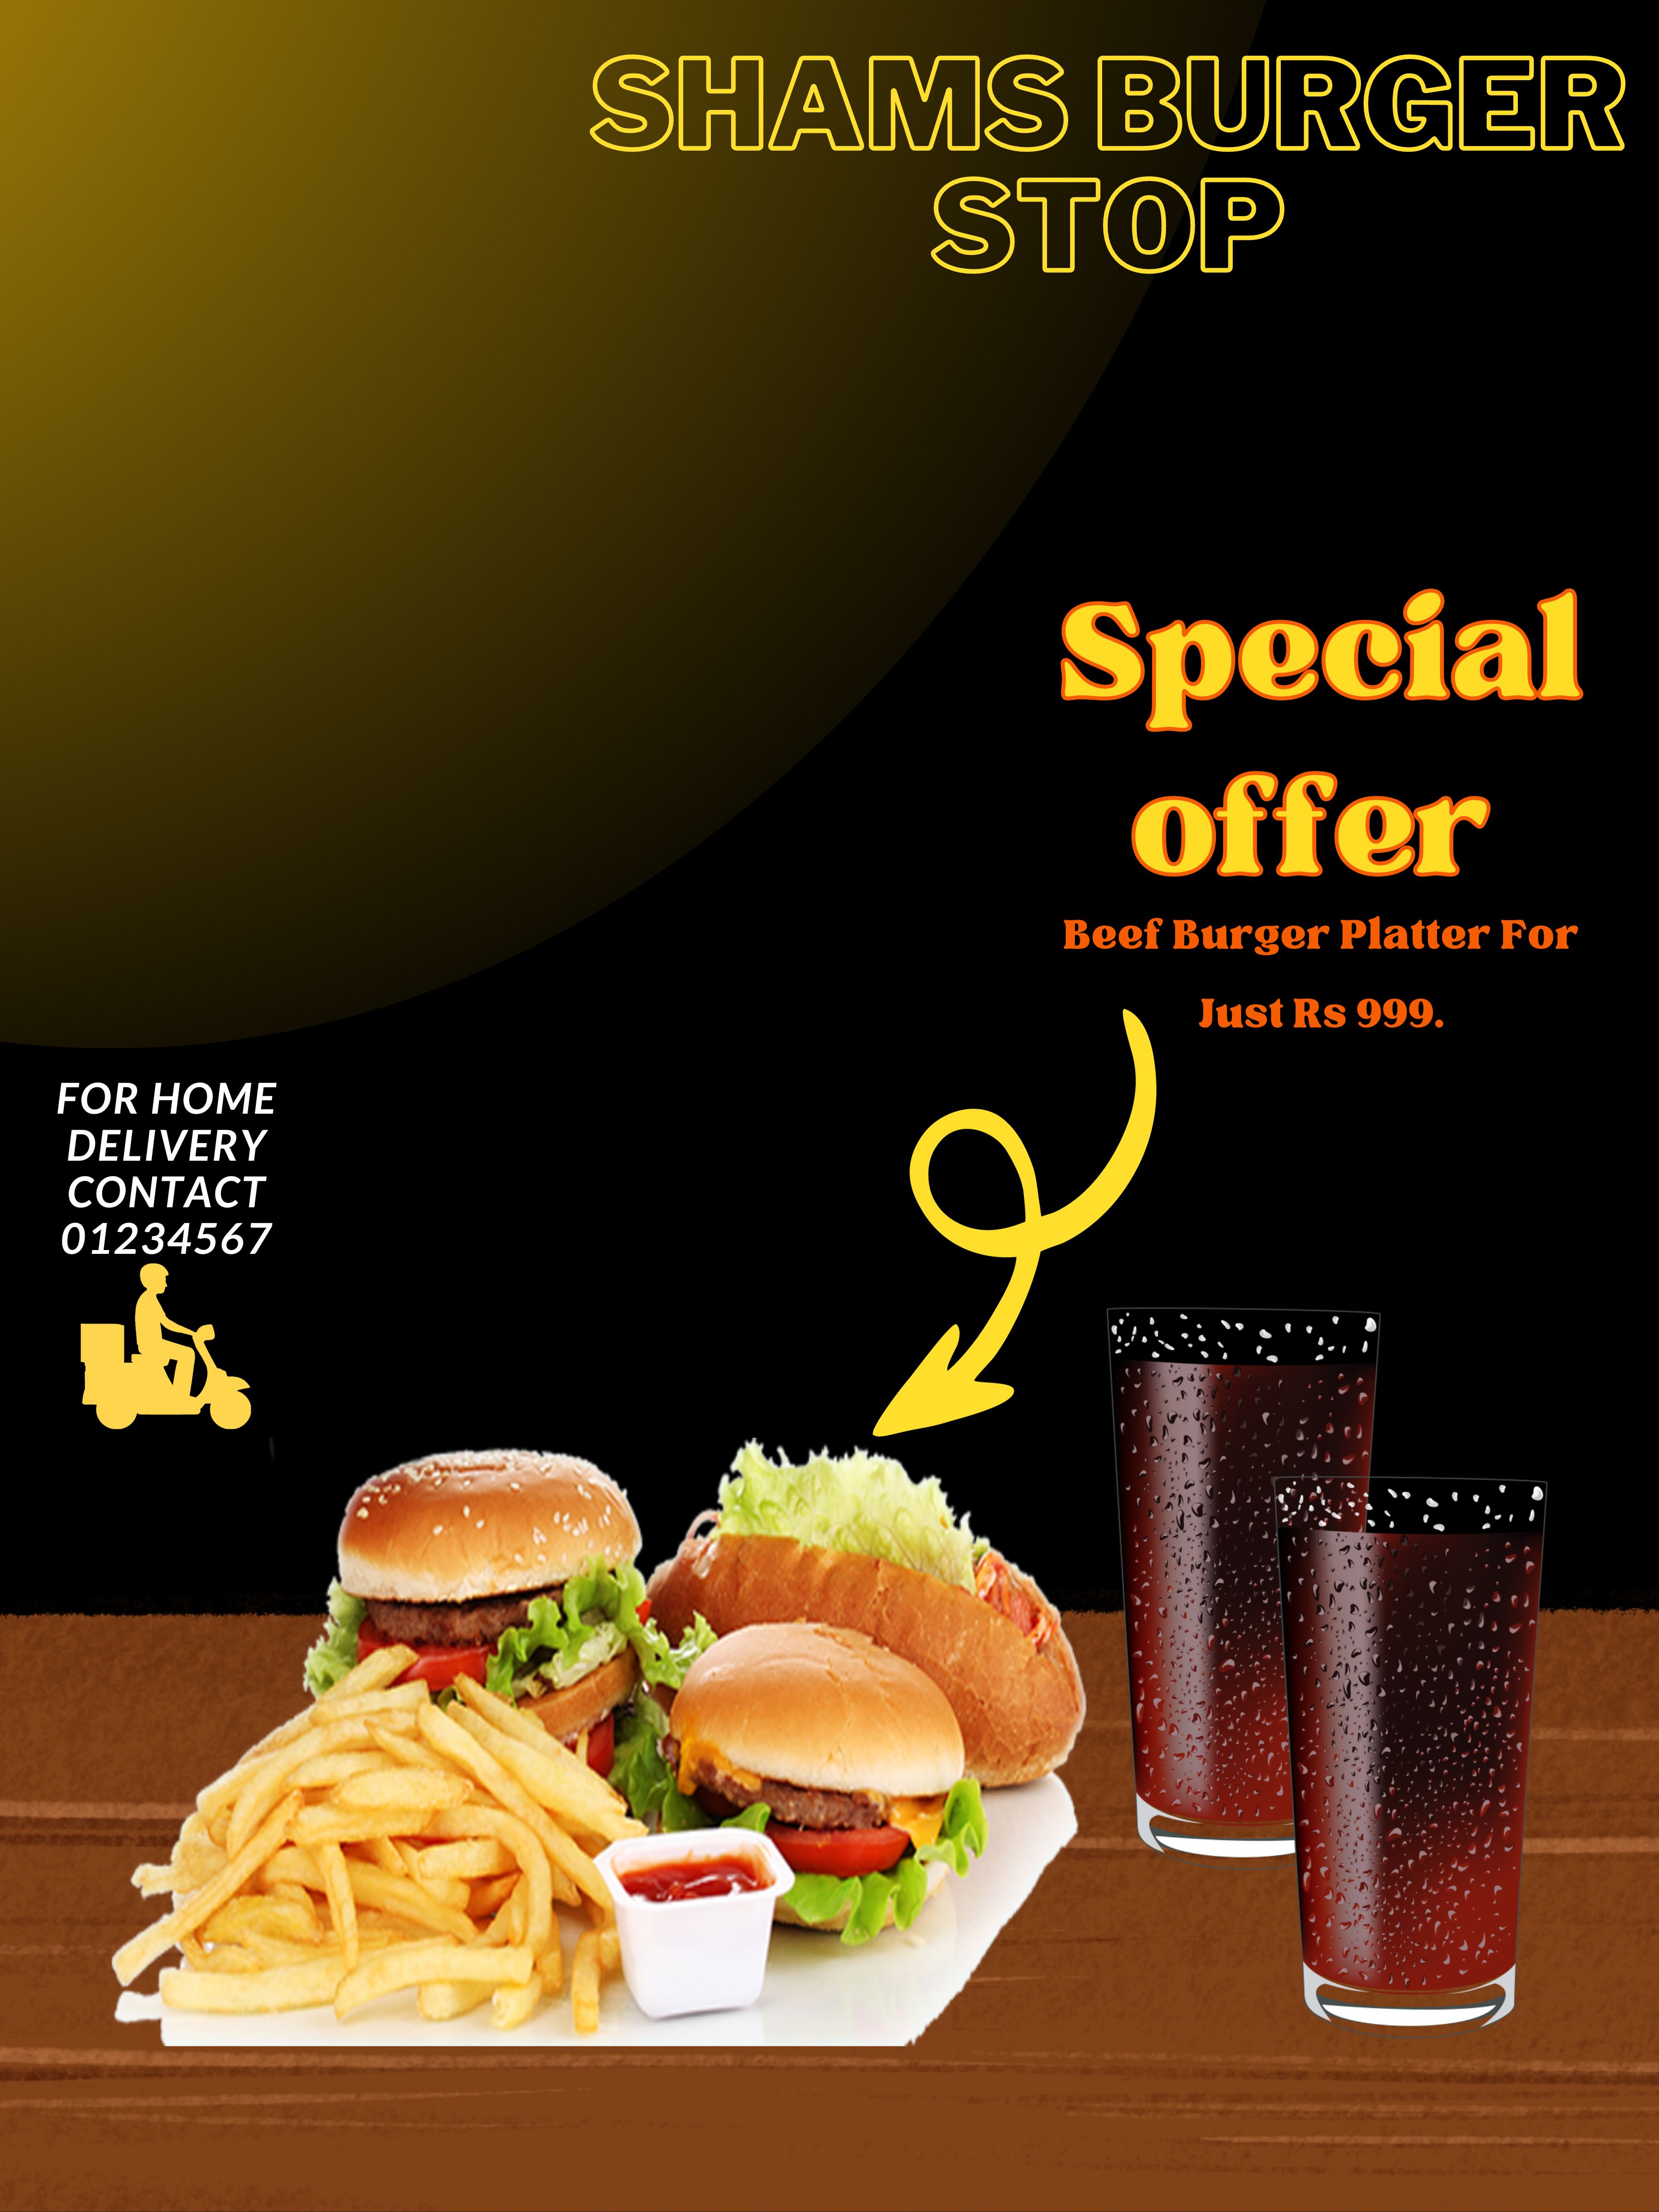 SHAMS BURGER
STOP
Special
offer
Beef Burger Platter For
Just Rs 999.
FOR HOME
DELIVERY
CONTACT
01234567